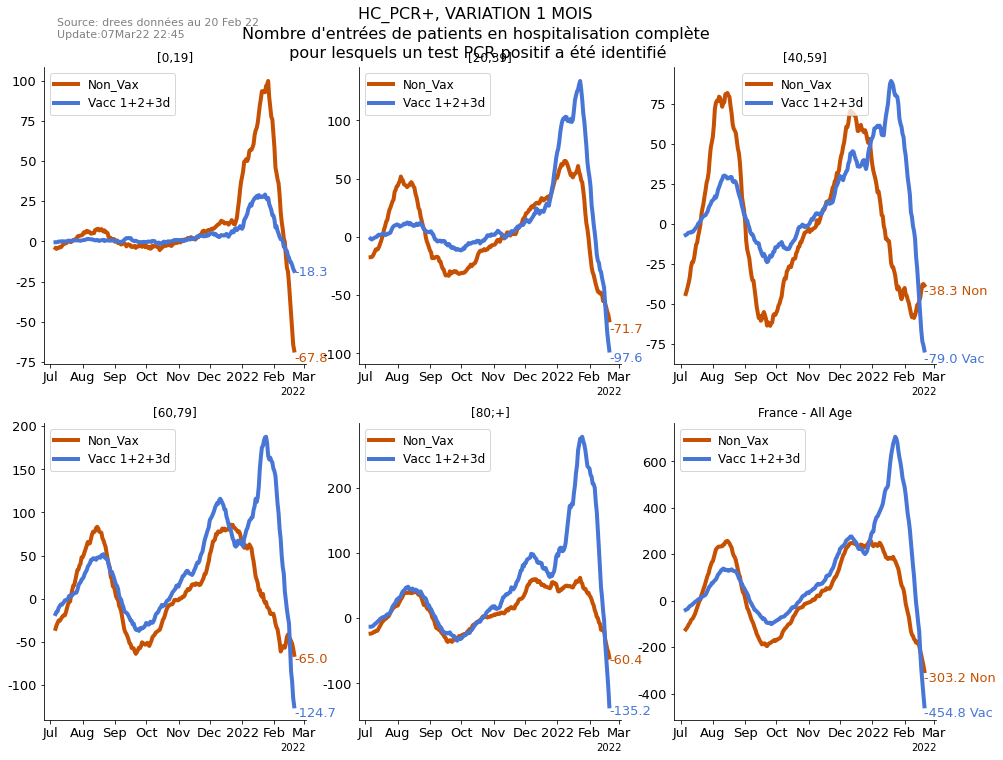 Source: drees données au 20 Feb 22
Update:07Mar22 22:45
HC_PCR+, VARIATION 1 MOIS
Nombre d'entrées de patients en hospitalisation complète
pour lesquels un test PCR positif a été identifié
[0,19]
Non_Vax
Vacc 1+2+3d
100
75
50
25
0
-25
-50
-75
-18.3
-67.8
Jul Aug Sep Oct Nov Dec 2022 Feb Mar
2022
[20,39]
Non_Vax
Vacc 1+2+3d
100
50
0
-50
-100
-71.7
-97.6
Jul Aug Sep Oct Nov Dec 2022 Feb Mar
2022
[40,59]
Non_Vax
Vacc 1+2+3d
75
50
25
0
-25
-50
-75
-38.3 Non
-79.0 Vac
Jul Aug Sep Oct Nov Dec 2022 Feb Mar
2022
[60,79]
Non_Vax
Vacc 1+2+3d
200
150
100
50
0
-50
-100
-65.0
-124.7
Jul Aug Sep Oct Nov Dec 2022 Feb Mar
2022
[80;+]
Non_Vax
Vacc 1+2+3d
200
100
0
-100
-60.4
-135.2
Jul Aug Sep Oct Nov Dec 2022 Feb Mar
2022
France - All Age
Non_Vax
Vacc 1+2+3d
600
400
200
0
-200
-400
-303.2 Non
-454.8 Vac
Jul Aug Sep Oct Nov Dec 2022 Feb Mar
2022